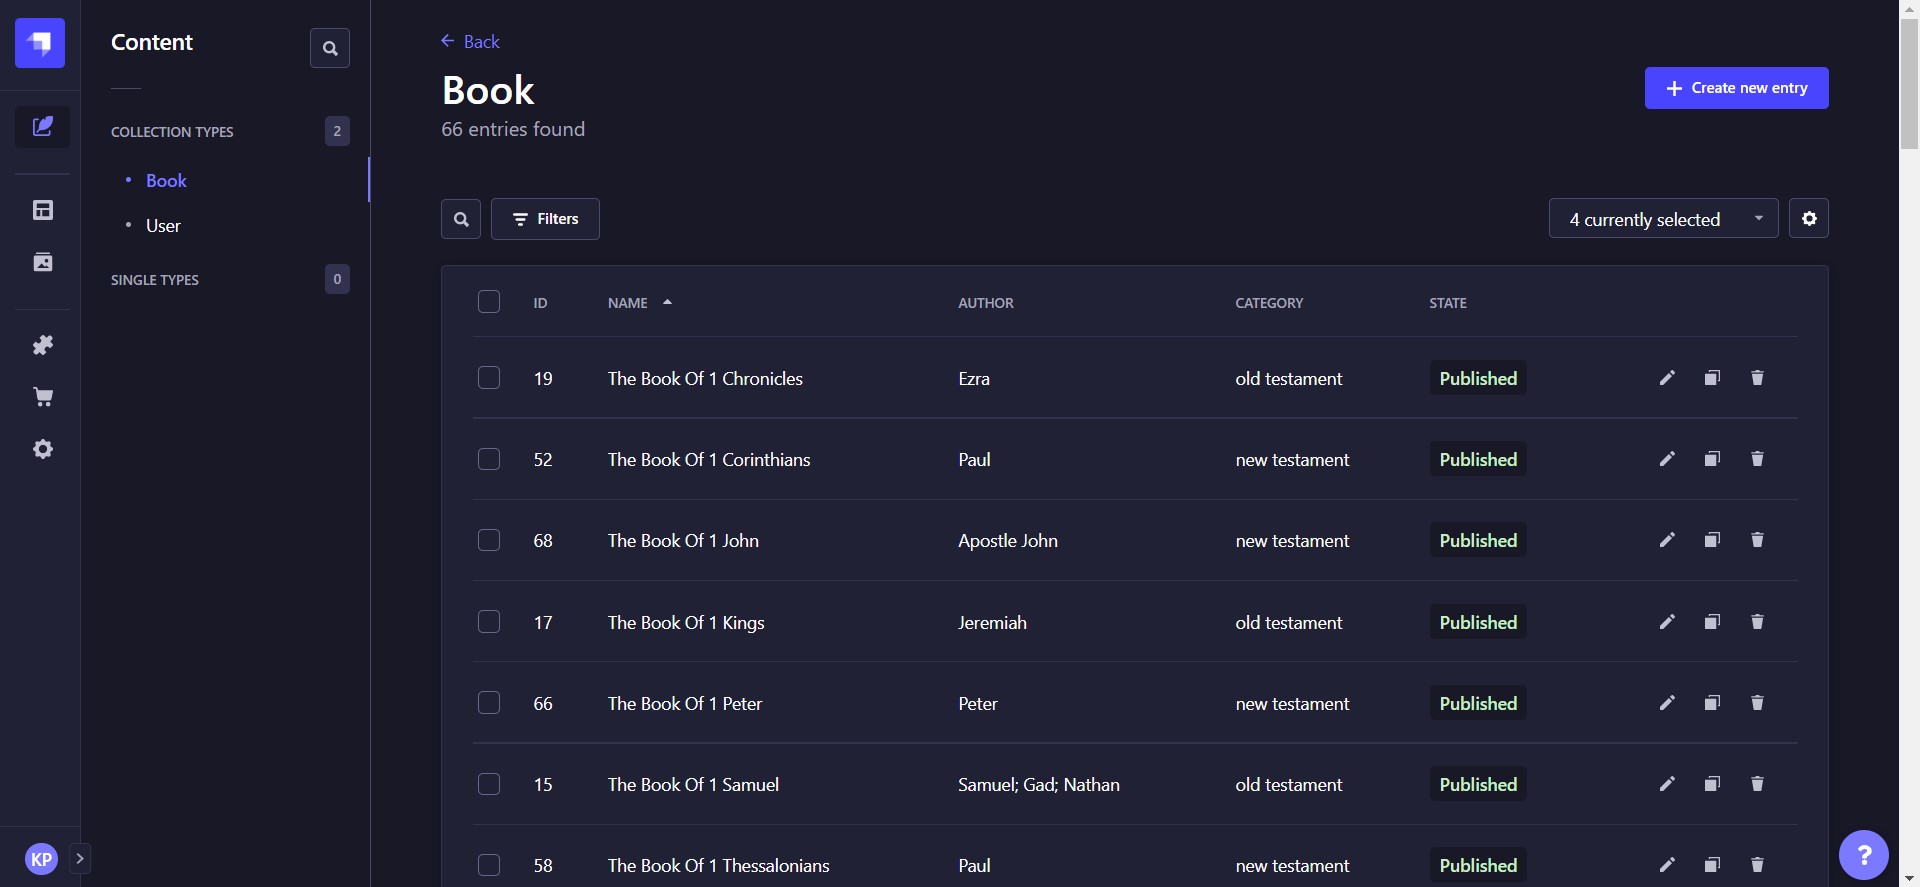 Content
COLLECTION TYPES 2
Book
User
SINGLE TYPES 0
KP
Back
Book
66 entries found
Create new entry
Filters
4 currently selected
ID NAME AUTHOR CATEGORY STATE
19 The Book Of 1 Chronicles Ezra old testament Published
52 The Book Of 1 Corinthians Paul new testament Published
68 The Book Of 1 John Apostle John new testament Published
17 The Book Of 1 Kings Jeremiah old testament Published
66 The Book Of 1 Peter Peter new testament Published
15 The Book Of 1 Samuel Samuel; Gad; Nathan old testament Published
58 The Book Of 1 Thessalonians Paul new testament Published
?